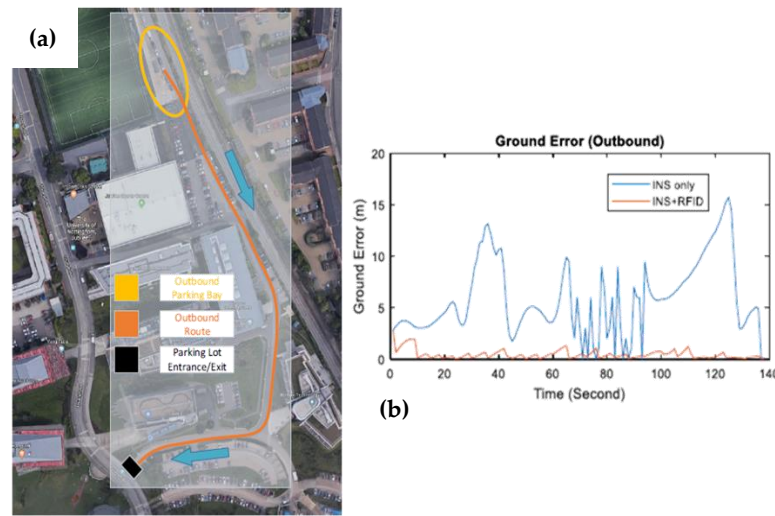 (a)
Outbound
Parking Bay
Outbound
Route
Parking Lot
Entrance/Exit
Ground Error (Outbound)
INS only
INS+RFID
Ground Error (m)
20
15
10
5
0
0 20 40 60 80 100 120 140
Time (Second)
(b)